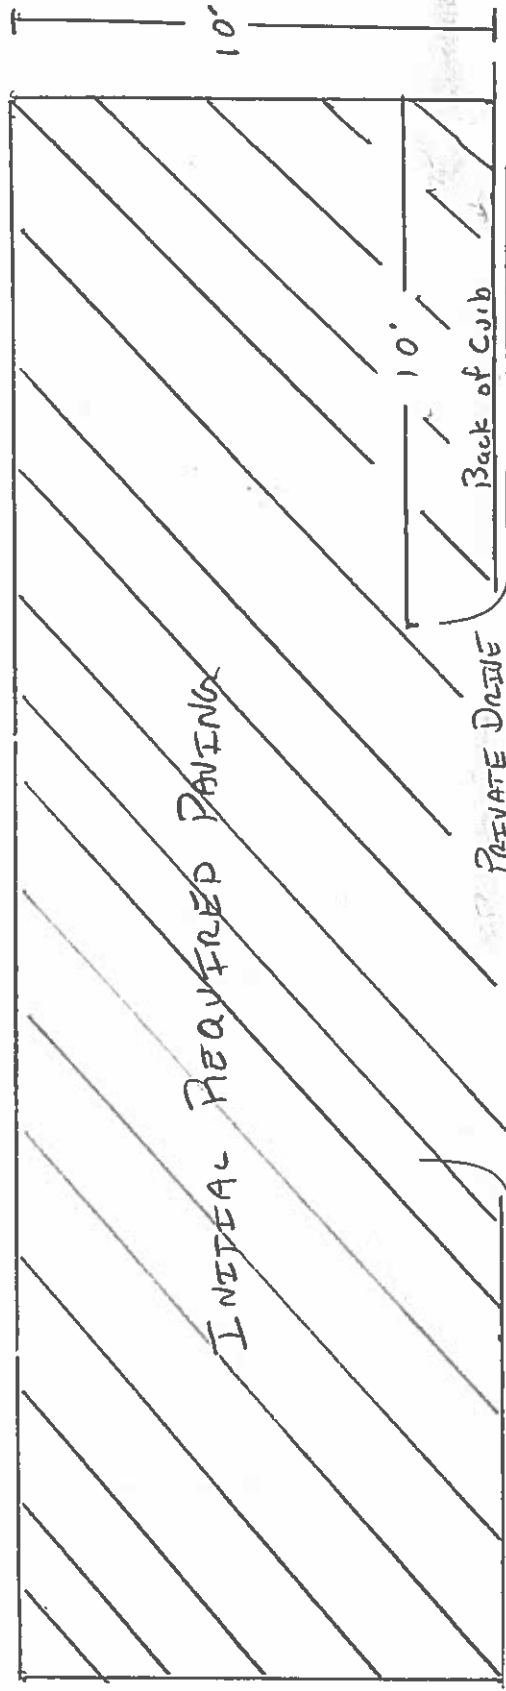 10'
INITIAL REQUIRED PAVING
10'
Back of Curb
PRIVATE DRIVE